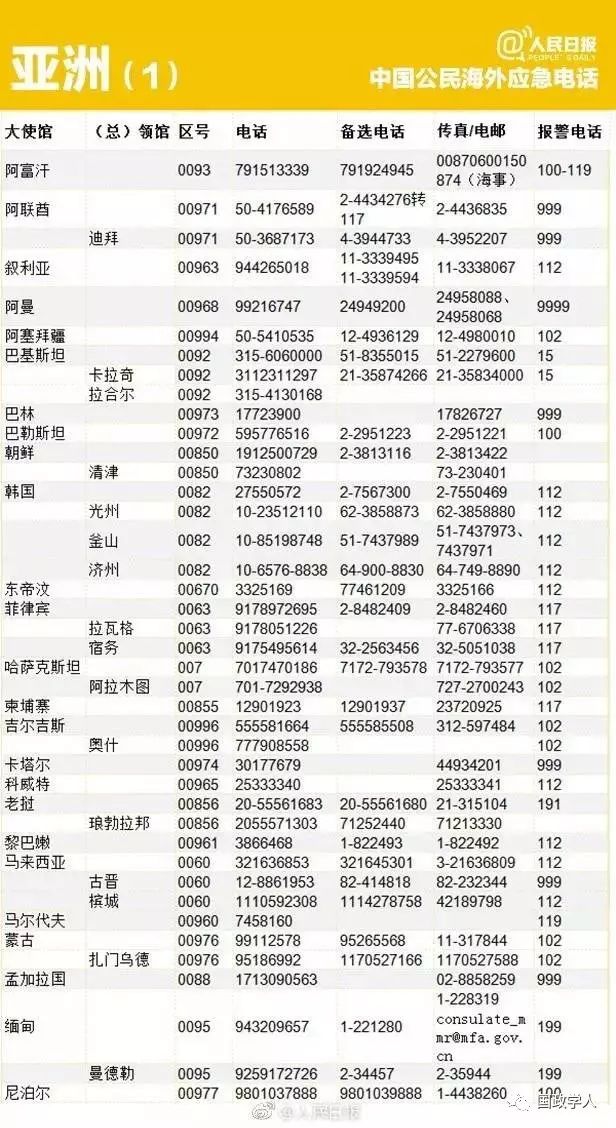 @人民日报
PEOPLE'S DAILY
亚洲（1）
中国公民海外应急电话
大使馆 （总）领馆 区号 电话 备选电话 传真/电邮 报警电话
阿富汗 0093 791513339 791924945 00870600150 100-119
874（海事）
阿联酋 00971 50-4176589 2-4434276转 2-4436835 999
117
迪拜 00971 50-3687173 4-3944733 4-3952207 999
叙利亚 00963 944265018 11-3339495 11-3338067 112
11-3339594
阿曼 00968 99216747 24949200 24958088、 9999
24958068
阿塞拜疆 00994 50-5410535 12-4936129 12-4980010 102
巴基斯坦 0092 315-6060000 51-8355015 51-2279600 15
卡拉奇 0092 3112311297 21-35874266 21-35834000 15
拉合尔 0092 315-4130168
巴林 00973 17723900 17826727 999
巴勒斯坦 00972 595776516 2-2951223 2-2951221 100
朝鲜 00850 1912500729 2-3813116 2-3813422
清津 00850 73230802 73-230401
韩国 0082 27550572 2-7567300 2-7550469 112
光州 0082 10-23512110 62-3858873 62-3858880 112
釜山 0082 10-85198748 51-7437989 51-7437973、 112
7437971
济州 0082 10-6576-8838 64-900-8830 64-749-8890 112
东帝汶 00670 3325169 77461209 3325166 112
菲律宾 0063 9178972695 2-8482409 2-8482460 117
拉瓦格 0063 9178051226 77-6706338 117
宿务 0063 9175495614 32-2563456 32-5051038 117
哈萨克斯坦 007 7017470186 7172-793578 7172-793577 102
阿拉木图 007 701-7292938 727-2700243 102
柬埔寨 00855 12901923 12901937 23720925 117
吉尔吉斯 00996 555581664 555585508 312-597484 102
奥什 00996 777908558 102
卡塔尔 00974 30177679 44934201 999
科威特 00965 25333340 25333341 112
老挝 00856 20-55561683 20-55561680 21-315104 191
琅勃拉邦 00856 2055571303 71252440 71213330
黎巴嫩 00961 3866468 1-822493 1-822492 112
马来西亚 0060 321636853 321645301 3-21636809 112
古晋 0060 12-8861953 82-414818 82-232344 999
槟城 0060 1110592308 1114278758 42189798 112
马尔代夫 00960 7458160 119
蒙古 00976 99112578 95265568 11-317844 102
扎门乌德 00976 95186992 1170527166 1170527588 102
孟加拉国 0088 1713090563 02-8858259 999
缅甸 0095 943209657 1-221280 1-228319 199
consulate_m
mr@mfa.gov.
cn
曼德勒 0095 9259172726 2-34457 2-35944 199
尼泊尔 00977 9801037888 9801039888 1-4438260 100
@人民日报
国政学人